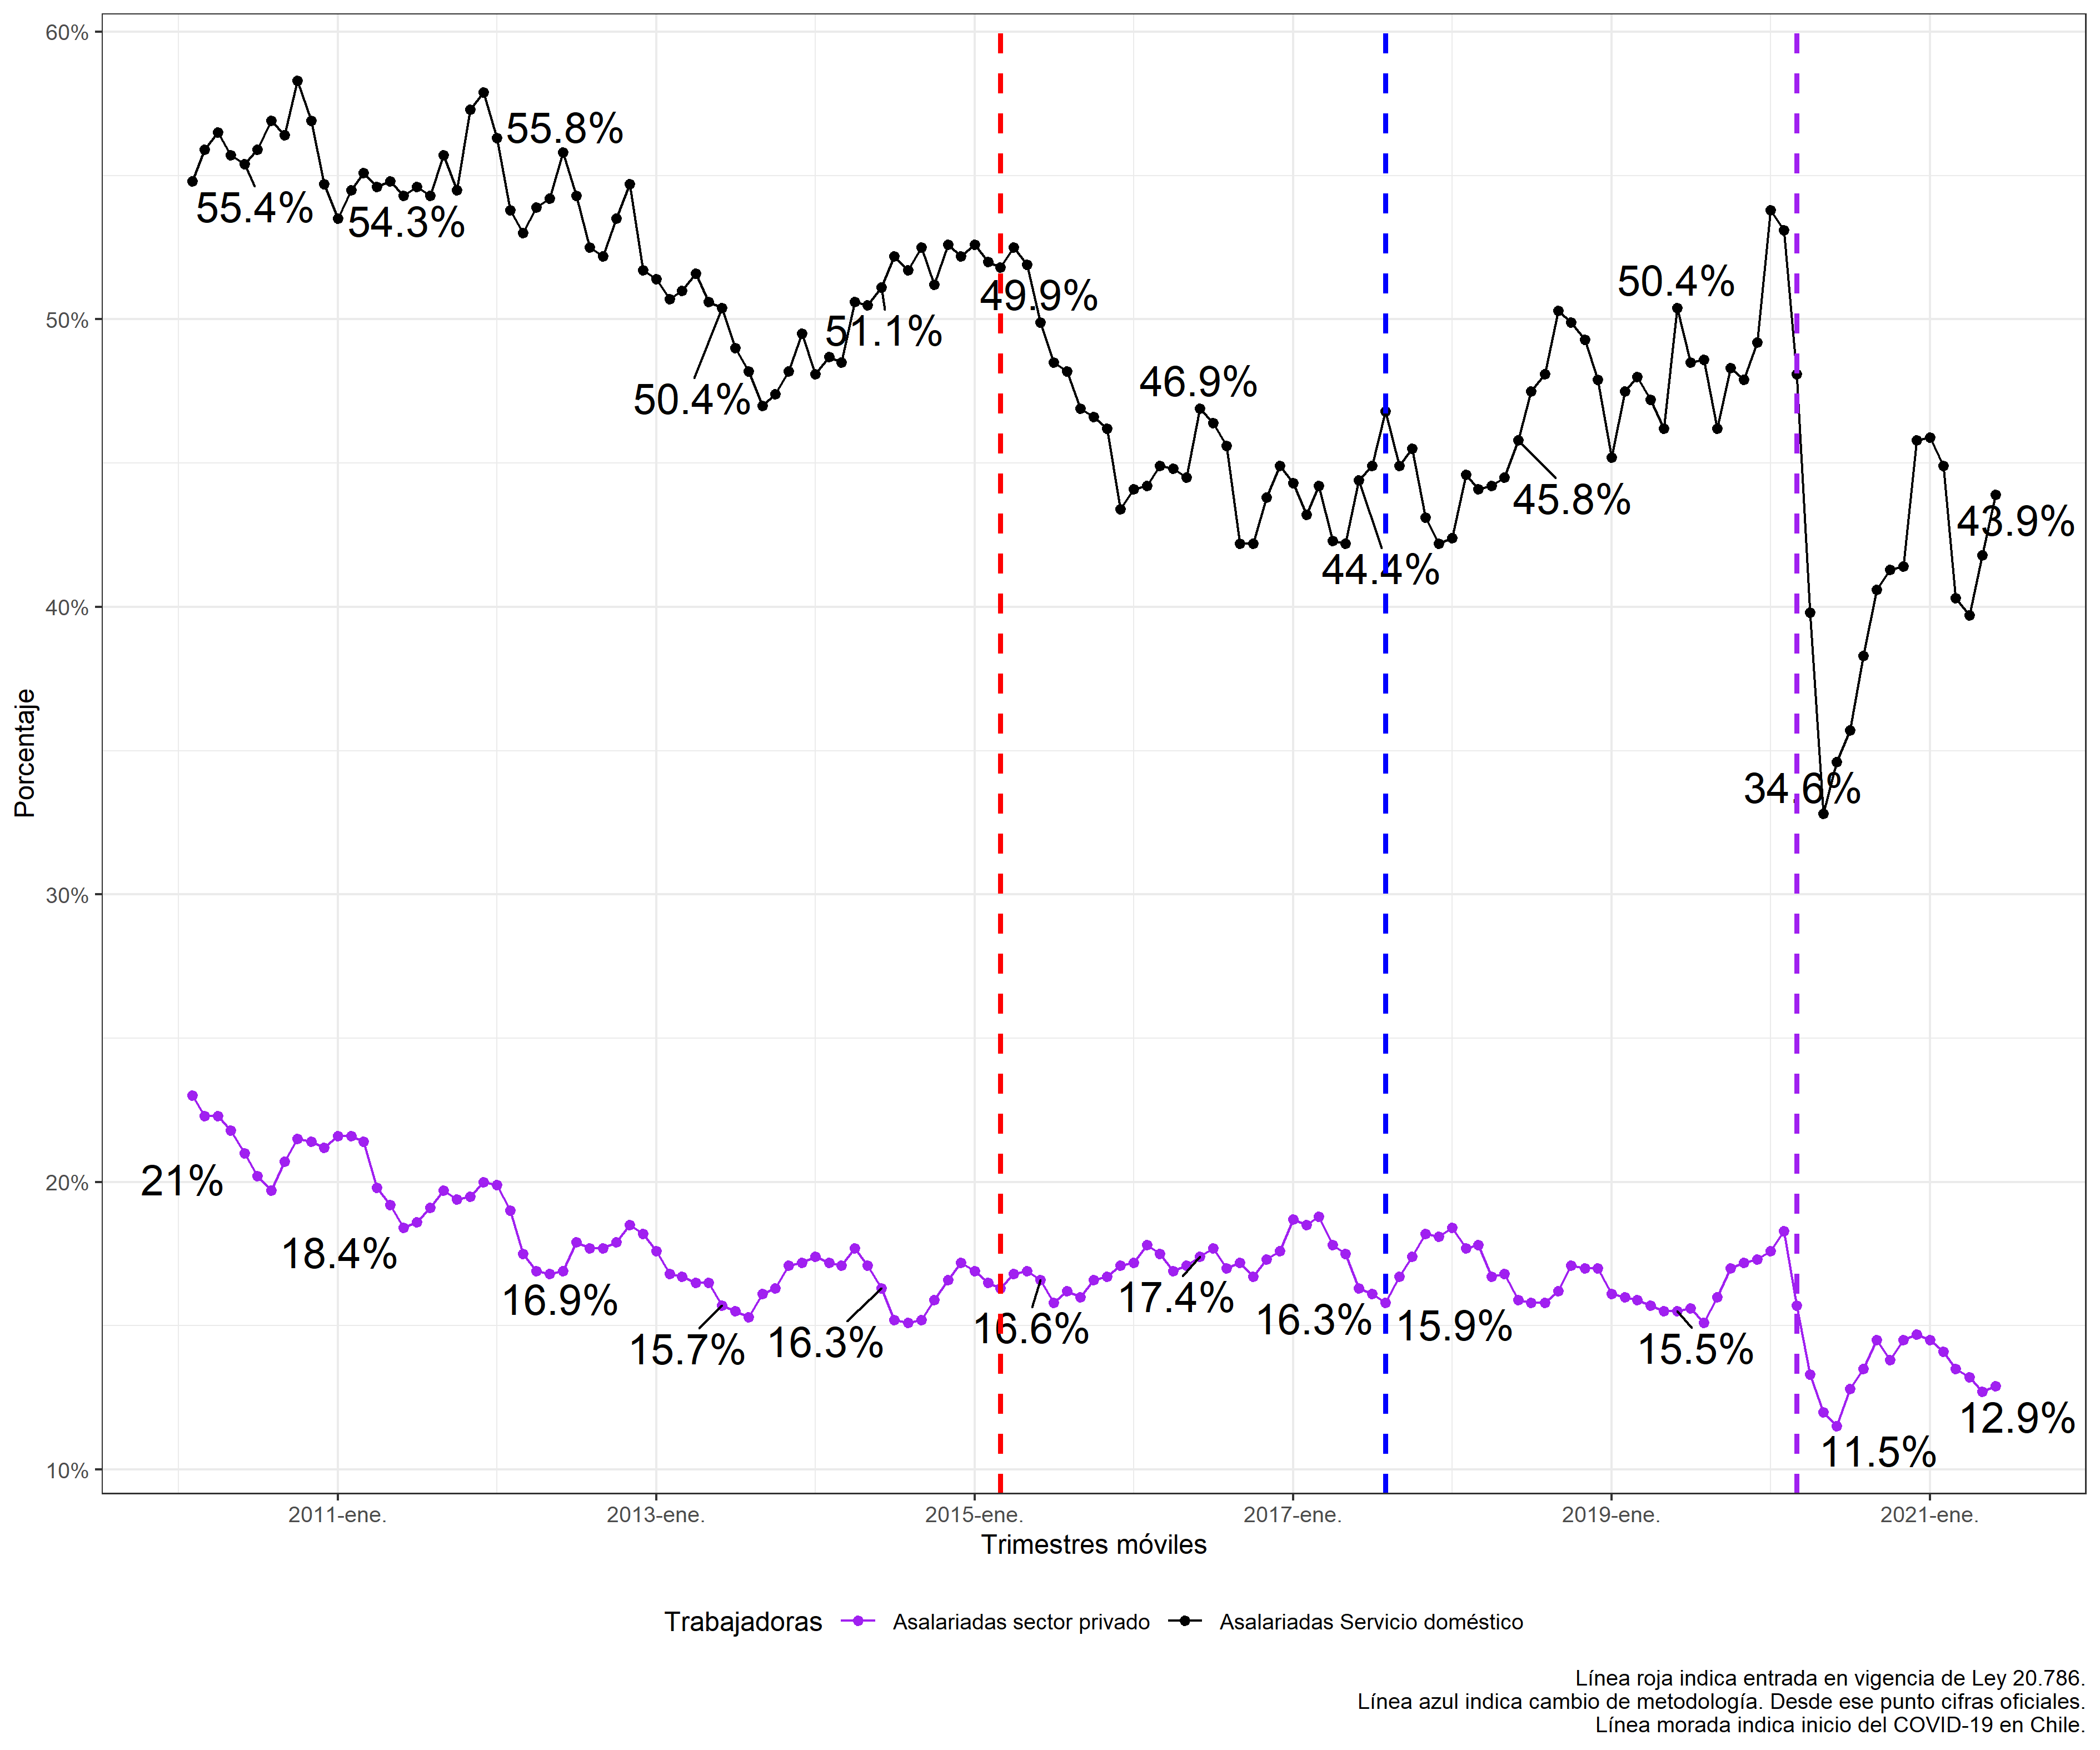 60%
50%
40%
30%
20%
10%
Porcentaje
55.4%
54.3%
55.8%
50.4%
51.1%
49.9%
46.9%
44.4%
45.8%
50.4%
34.6%
43.9%
21%
18.4%
16.9%
15.7%
16.3%
16.6%
17.4%
16.3%
15.9%
15.5%
11.5%
12.9%
2011-ene.
2013-ene.
2015-ene.
2017-ene.
2019-ene.
2021-ene.
Trimestres móviles
Trabajadoras
Asalariadas sector privado
Asalariadas Servicio doméstico
Línea roja indica entrada en vigencia de Ley 20.786.
Línea azul indica cambio de metodología. Desde ese punto cifras oficiales.
Línea morada indica inicio del COVID-19 en Chile.